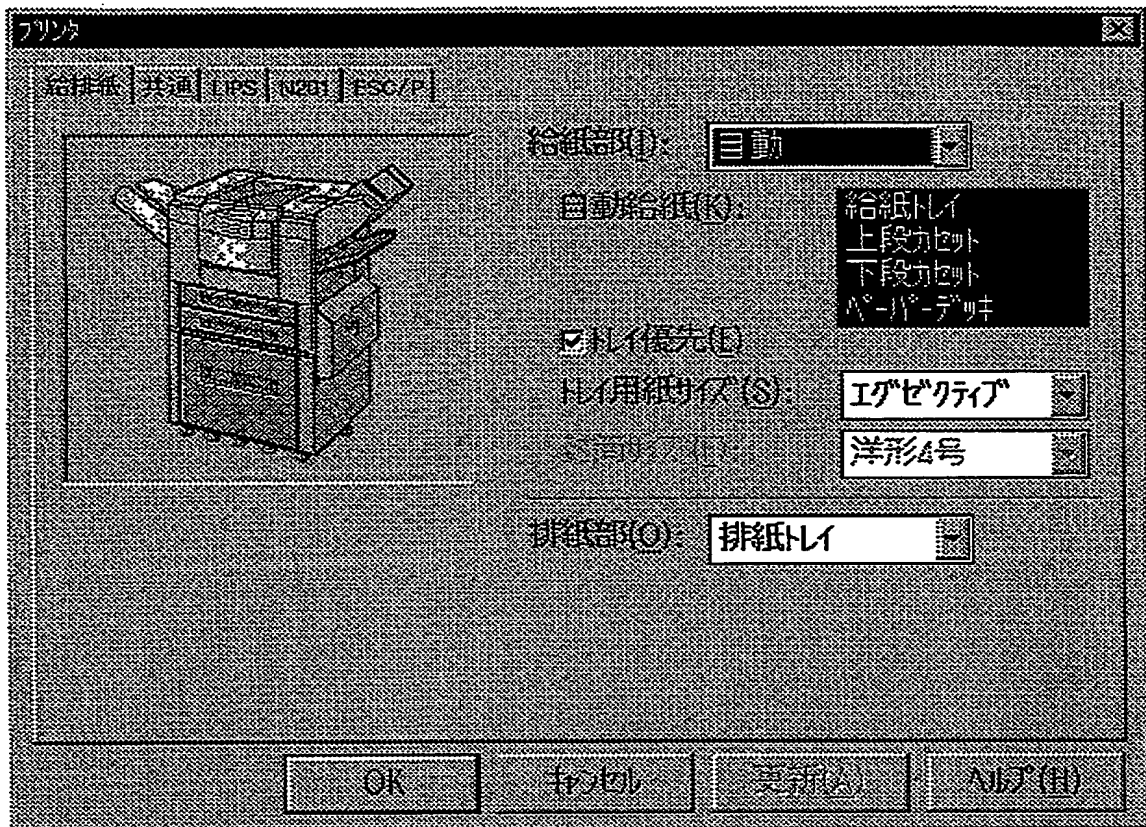 プリンタ
給排紙 共通 LIPS N201 ESC/P
給紙部(I): 自動
自動給紙(K): 給紙トレイ
上段カセット
下段カセット
ペーパーデッキ
トレイ優先(E)
トレイ用紙サイズ(S): エグゼクティブ
洋形4号
排紙部(O): 排紙トレイ
OK キャンセル 更新(A) ヘルプ(H)